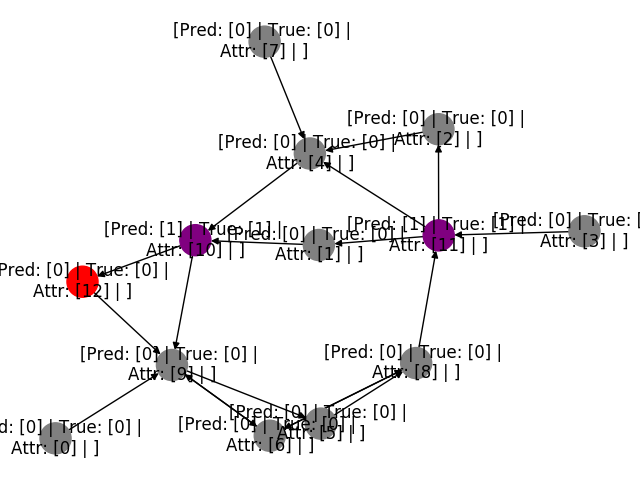 [Pred: [0] | True: [0] |
Attr: [7] | ]
[Pred: [0] | True: [0] |
Attr: [2] | ]
[Pred: [0] | True: [0] |
Attr: [4] | ]
[Pred: [0] | True: [
Attr: [3] | ]
[Pred: [1] | True: [1] |
Attr: [11] | ]
[Pred: [0] | True: [0] |
Attr: [1] | ]
[Pred: [1] | True: [1] |
Attr: [10] | ]
Pred: [0] | True: [0] |
Attr: [12] | ]
[Pred: [0] | True: [0] |
Attr: [8] | ]
[Pred: [0] | True: [0] |
Attr: [9] | ]
[Pred: [0] | True: [0] |
Attr: [5] | ]
[Pred: [0] | True: [0] |
Attr: [6] | ]
d: [0] | True: [0] |
Attr: [0] | ]